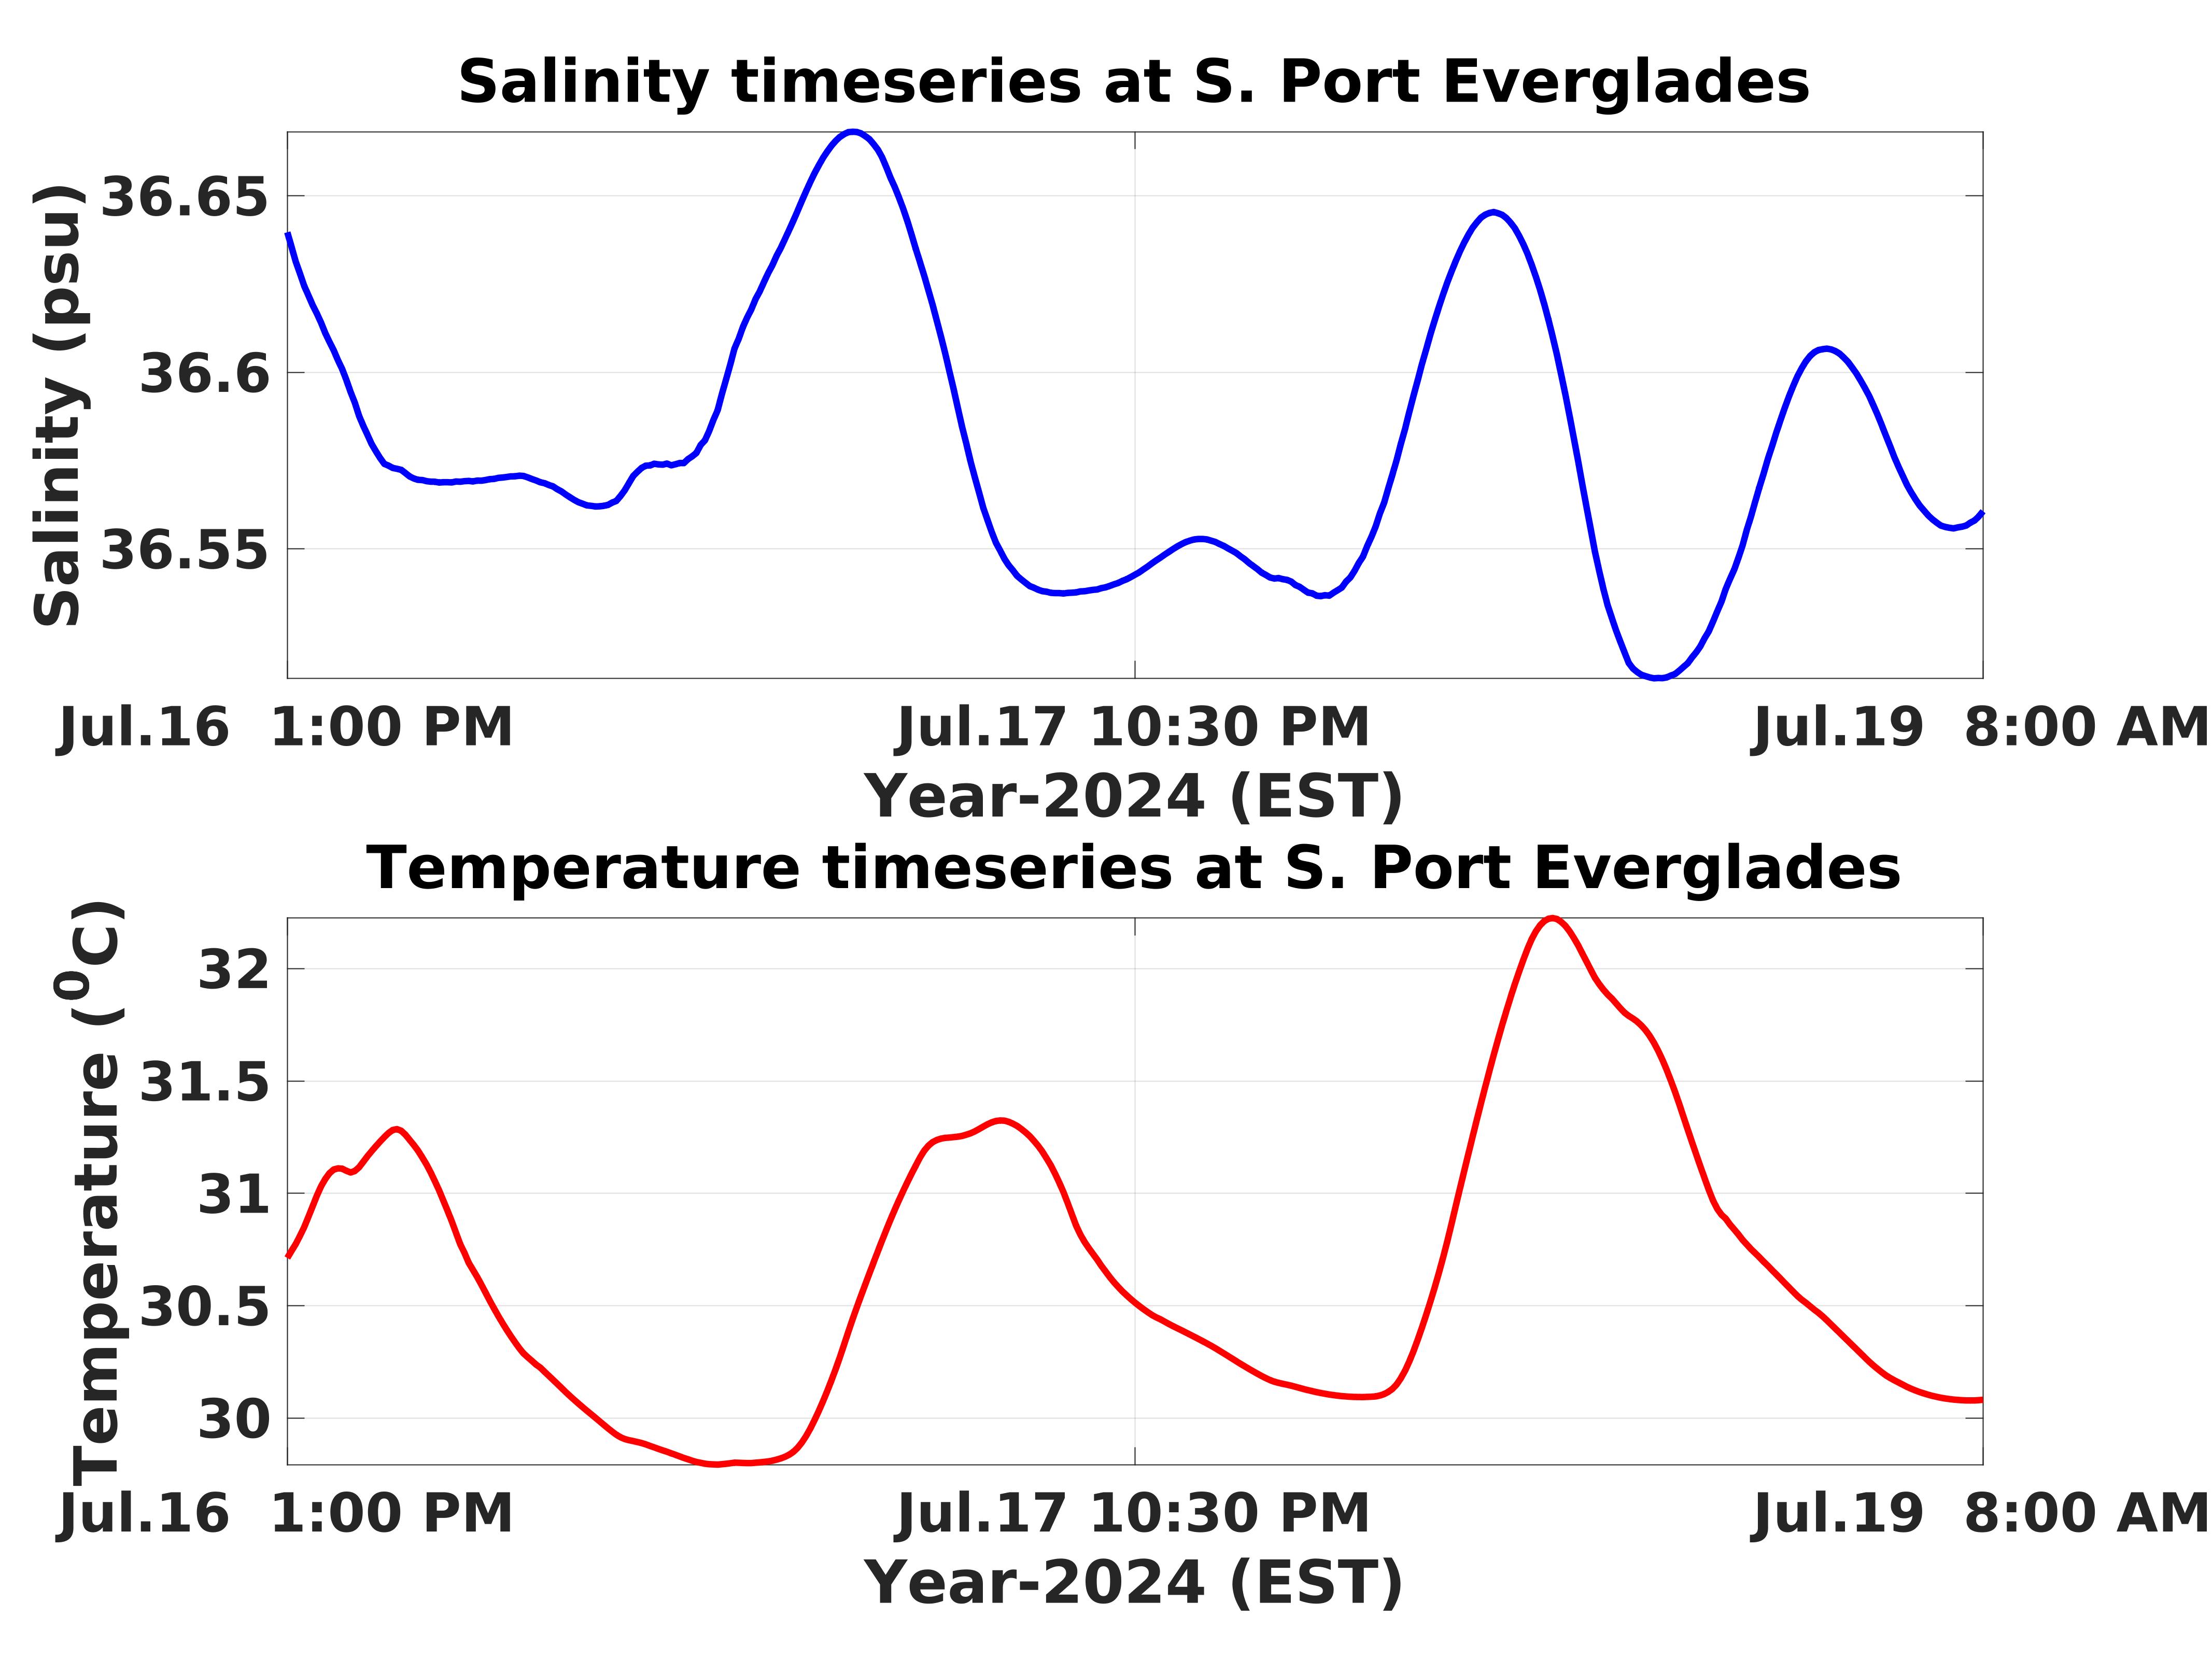 Salinity timeseries at S. Port Everglades
Salinity (psu)
36.65
36.6
36.55
Jul.16  1:00 PM
Jul.17 10:30 PM
Jul.19  8:00 AM
Year-2024 (EST)
Temperature timeseries at S. Port Everglades
Temperature (⁰C)
32
31.5
31
30.5
30
Jul.16  1:00 PM
Jul.17 10:30 PM
Jul.19  8:00 AM
Year-2024 (EST)